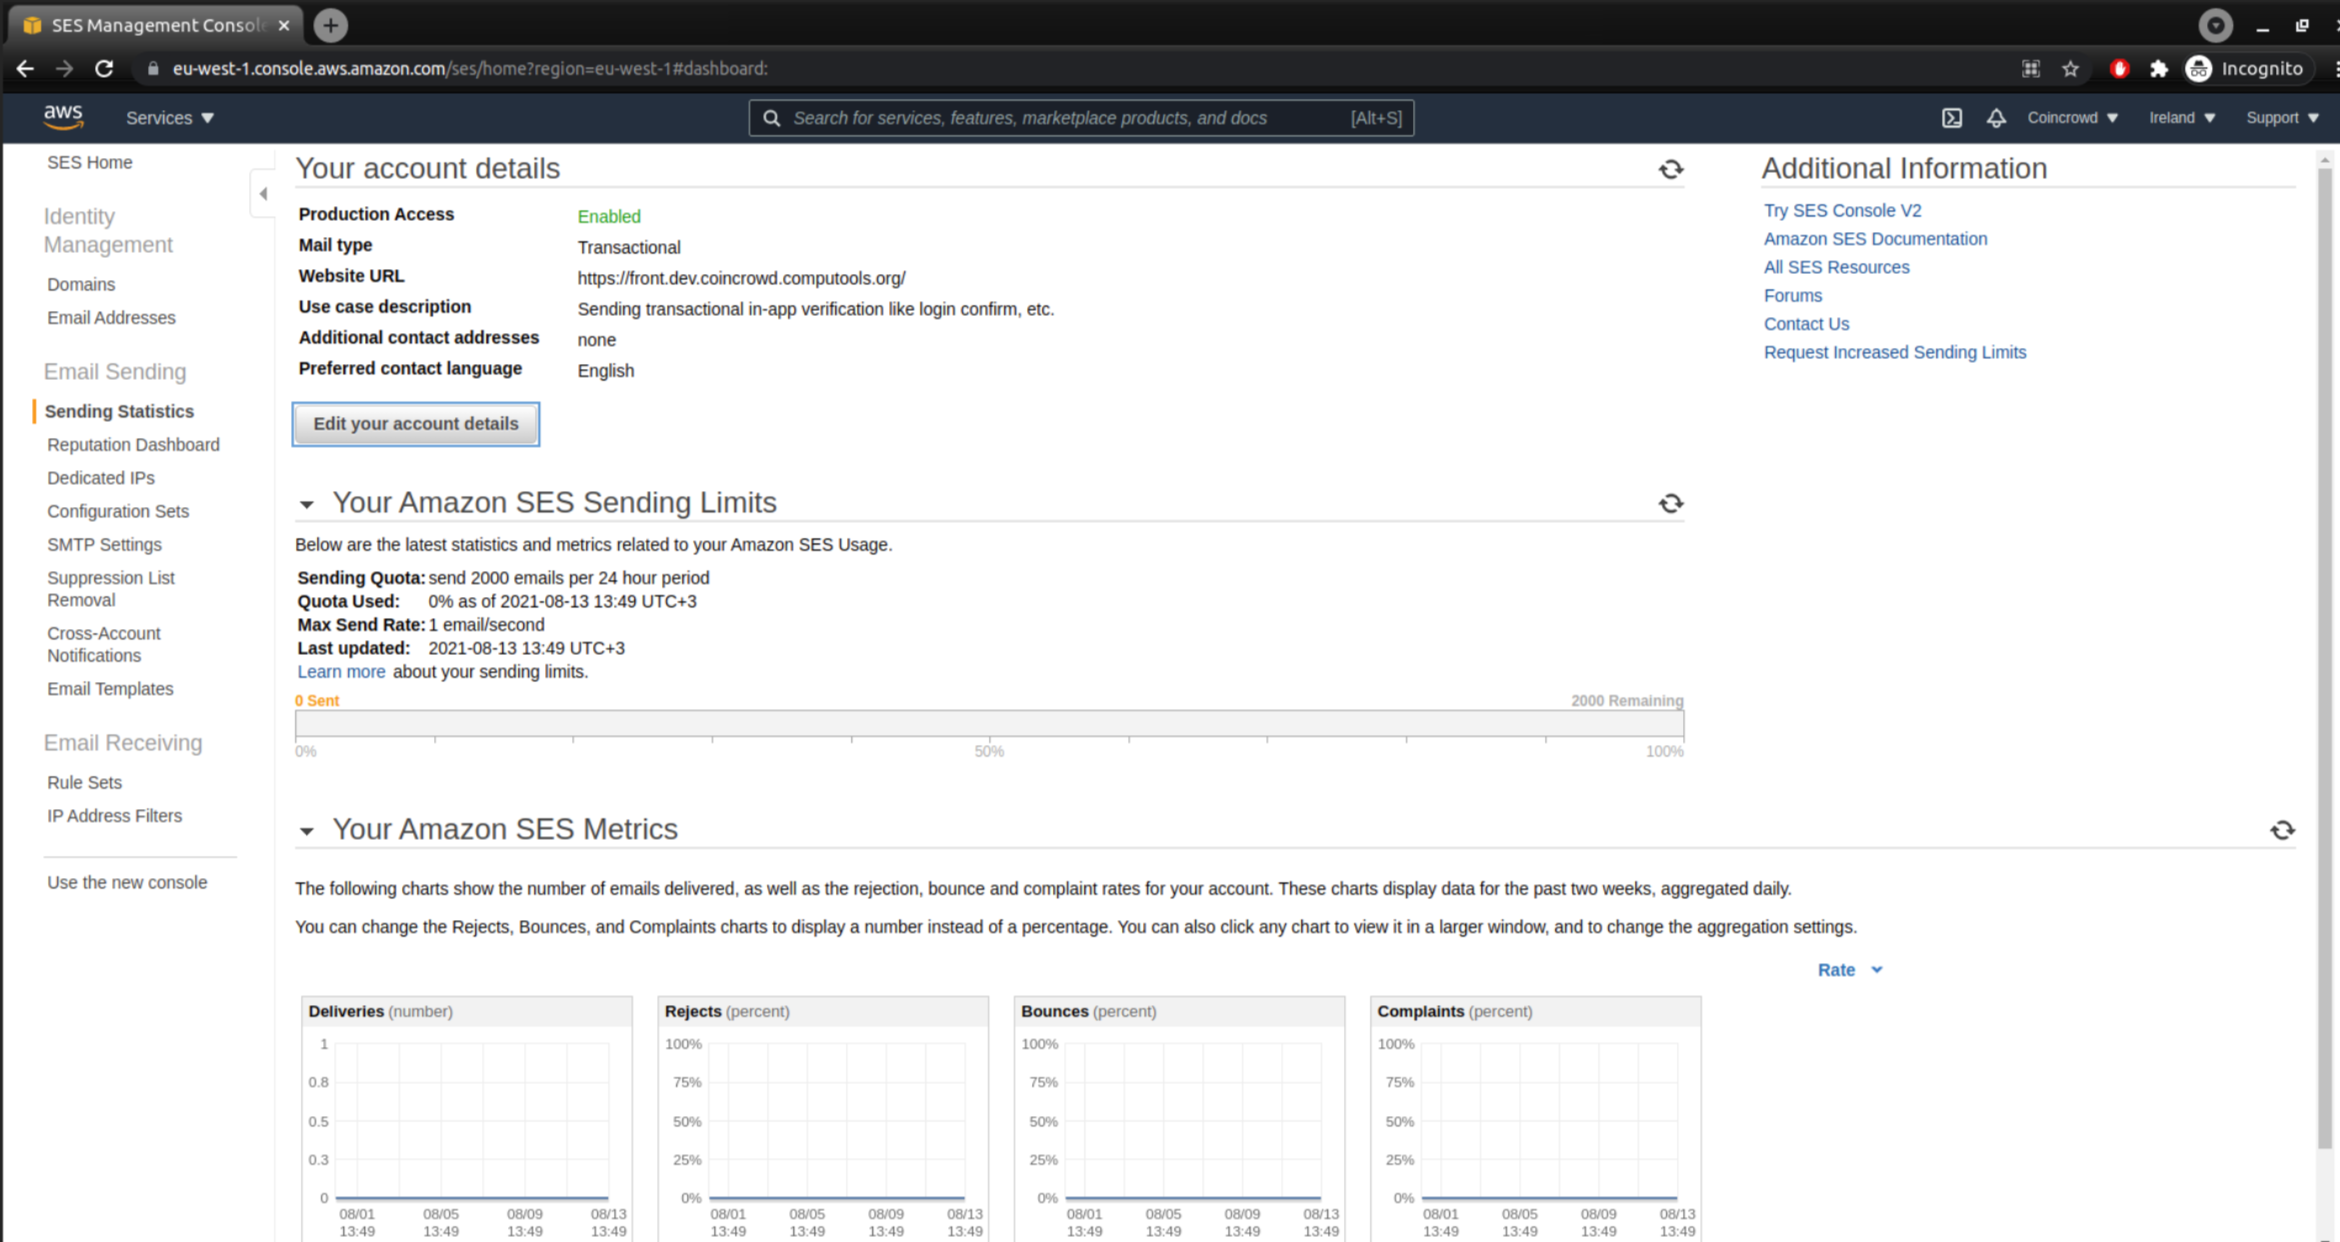 SES Management Consol
eu-west-1.console.aws.amazon.com/ses/home?region=eu-west-1#dashboard:
Incognito
aws
Services
Search for services, features, marketplace products, and docs
[Alt+S]
Coincrowd
Ireland
Support
SES Home
Identity
Management
Domains
Email Addresses
Email Sending
Sending Statistics
Reputation Dashboard
Dedicated IPs
Configuration Sets
SMTP Settings
Suppression List
Removal
Cross-Account
Notifications
Email Templates
Email Receiving
Rule Sets
IP Address Filters
Use the new console
Your account details
Production Access Enabled
Mail type Transactional
Website URL https://front.dev.coincrowd.computools.org/
Use case description Sending transactional in-app verification like login confirm, etc.
Additional contact addresses none
Preferred contact language English
Edit your account details
Your Amazon SES Sending Limits
Below are the latest statistics and metrics related to your Amazon SES Usage.
Sending Quota: send 2000 emails per 24 hour period
Quota Used: 0% as of 2021-08-13 13:49 UTC+3
Max Send Rate: 1 email/second
Last updated: 2021-08-13 13:49 UTC+3
Learn more about your sending limits.
0 Sent 2000 Remaining
0% 50% 100%
Additional Information
Try SES Console V2
Amazon SES Documentation
All SES Resources
Forums
Contact Us
Request Increased Sending Limits
Your Amazon SES Metrics
The following charts show the number of emails delivered, as well as the rejection, bounce and complaint rates for your account. These charts display data for the past two weeks, aggregated daily.
You can change the Rejects, Bounces, and Complaints charts to display a number instead of a percentage. You can also click any chart to view it in a larger window, and to change the aggregation settings.
Rate
Deliveries (number)
1
0.8
0.5
0.3
0
08/01 08/05 08/09 08/13
13:49 13:49 13:49 13:49
Rejects (percent)
100%
75%
50%
25%
0%
08/01 08/05 08/09 08/13
13:49 13:49 13:49 13:49
Bounces (percent)
100%
75%
50%
25%
0%
08/01 08/05 08/09 08/13
13:49 13:49 13:49 13:49
Complaints (percent)
100%
75%
50%
25%
0%
08/01 08/05 08/09 08/13
13:49 13:49 13:49 13:49